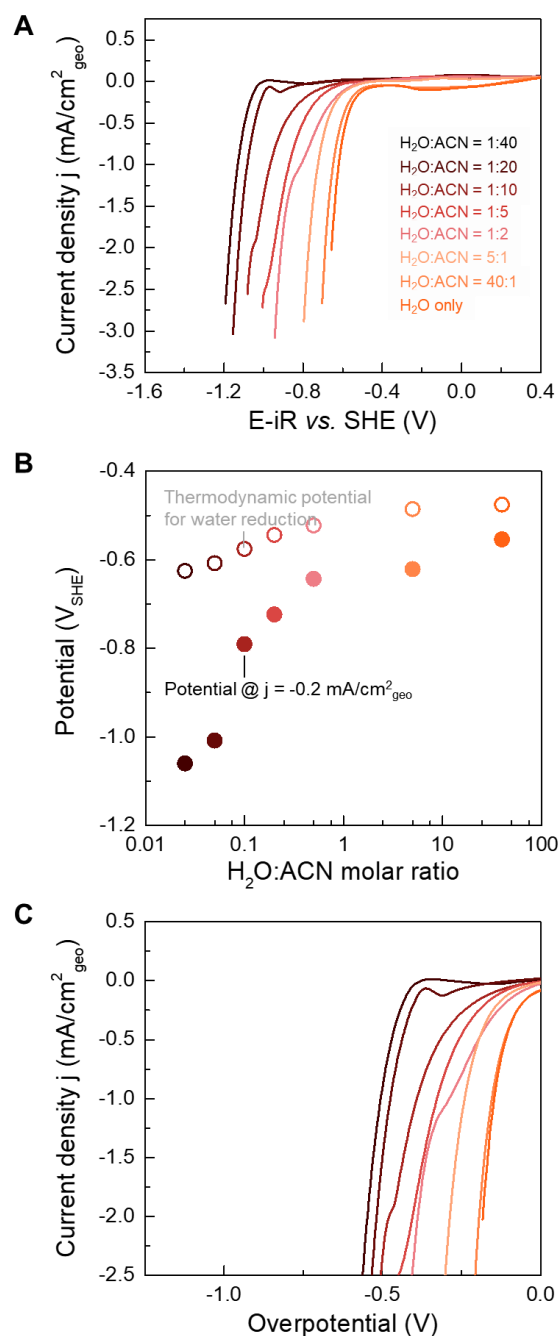 A
Current density j (mA/cm²geo)
0.5
0.0
-0.5
-1.0
-1.5
-2.0
-2.5
-3.0
-3.5
H₂O:ACN = 1:40
H₂O:ACN = 1:20
H₂O:ACN = 1:10
H₂O:ACN = 1:5
H₂O:ACN = 1:2
H₂O:ACN = 5:1
H₂O:ACN = 40:1
H₂O only
-1.6 -1.2 -0.8 -0.4 0.0 0.4
E-iR vs. SHE (V)
B
Potential (V_SHE)
-0.4
-0.6
-0.8
-1.0
-1.2
Thermodynamic potential
for water reduction
Potential @ j = -0.2 mA/cm²geo
0.01 0.1 1 10 100
H₂O:ACN molar ratio
C
Current density j (mA/cm²geo)
0.5
0.0
-0.5
-1.0
-1.5
-2.0
-2.5
-1.0 -0.5 0.0
Overpotential (V)